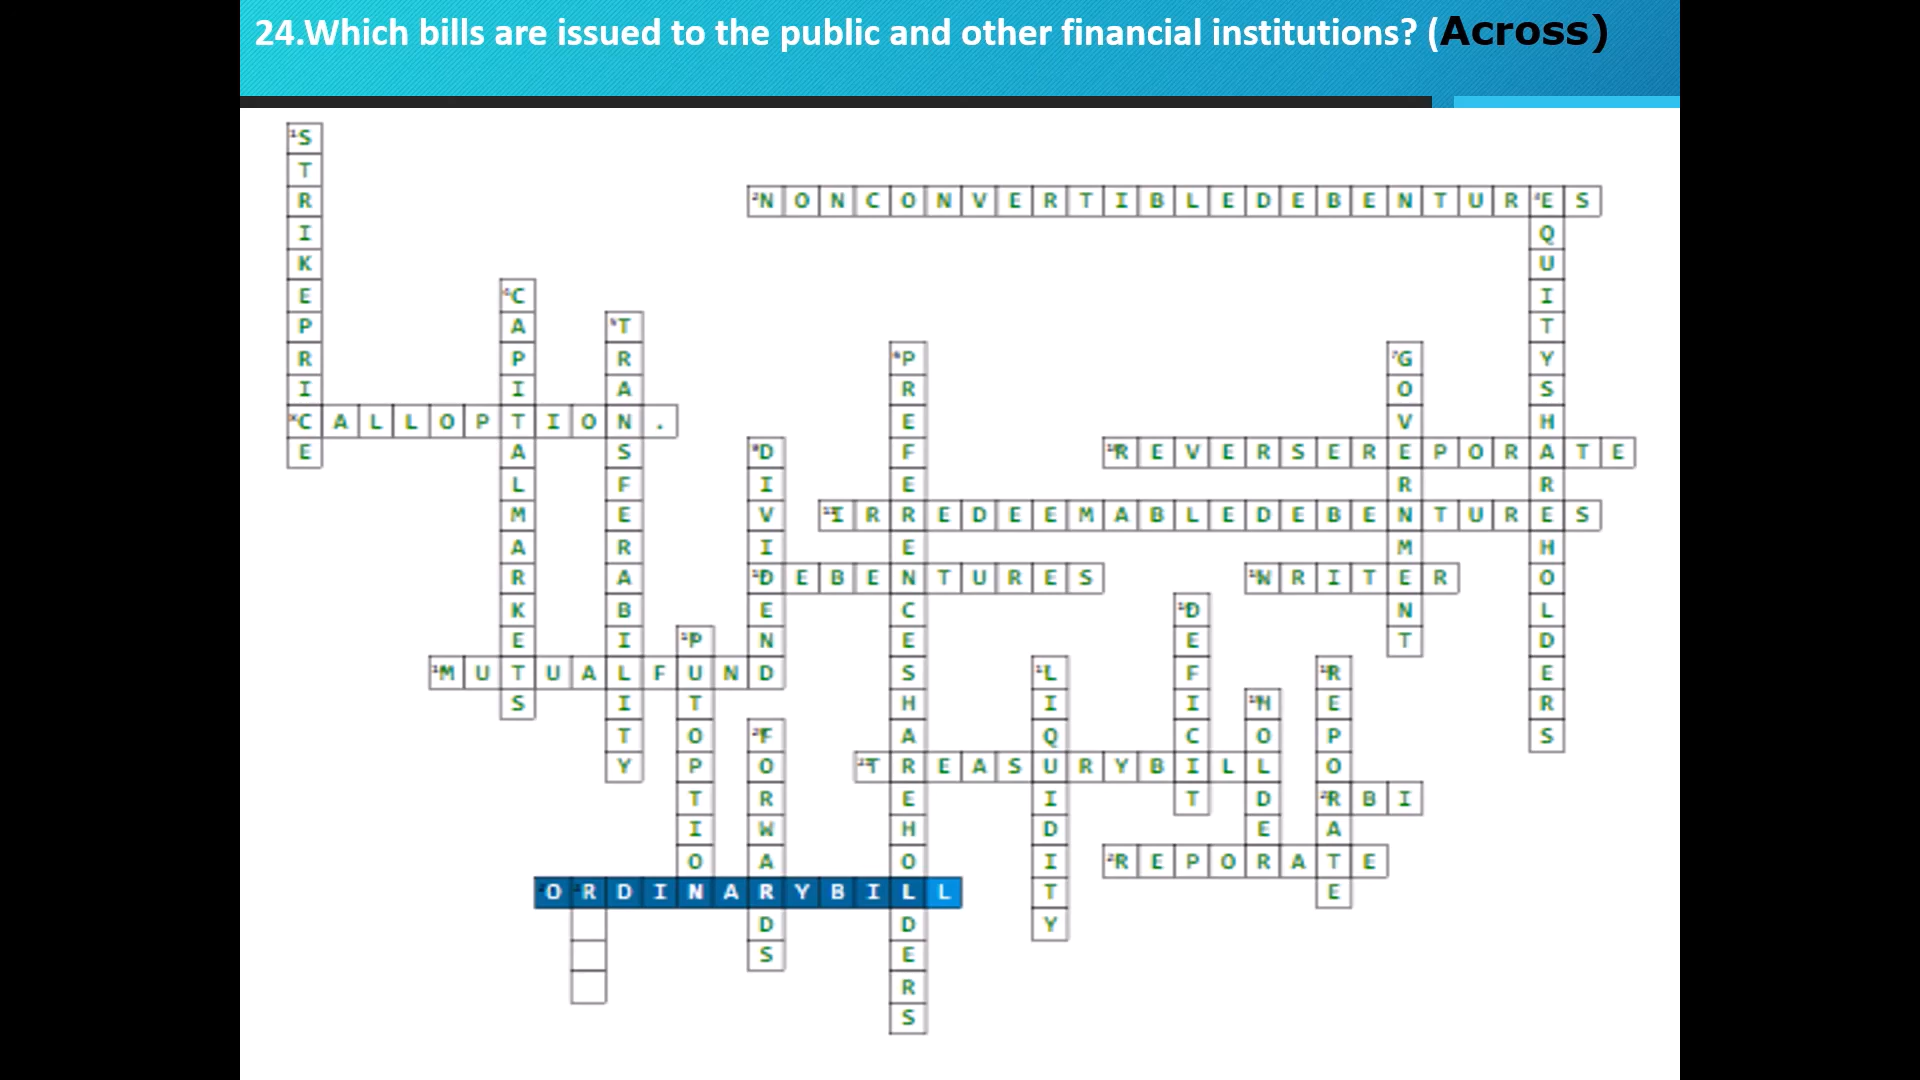 24.Which bills are issued to the public and other financial institutions? (Across)
STRIKEPRICE
NONCONVERTIBLEDEBENTURES
EQUITYSHAREHOLDERS
CAPITALMARKETS
TRANSFERABILITY
PREFERENCESHAREHOLDERS
GOVERNMENT
CALLOPTION.
DIVIDEND
REVERSEREPORATE
IRREDEEMABLEDEBENTURES
DEBENTURES
WRITER
DEFICIT
PUTOPTION
MUTUALFUND
LIQUIDITY
REPORATE
HOLDER
FORWARDS
TREASURYBILL
RBI
REPORATE
ORDINARYBILL